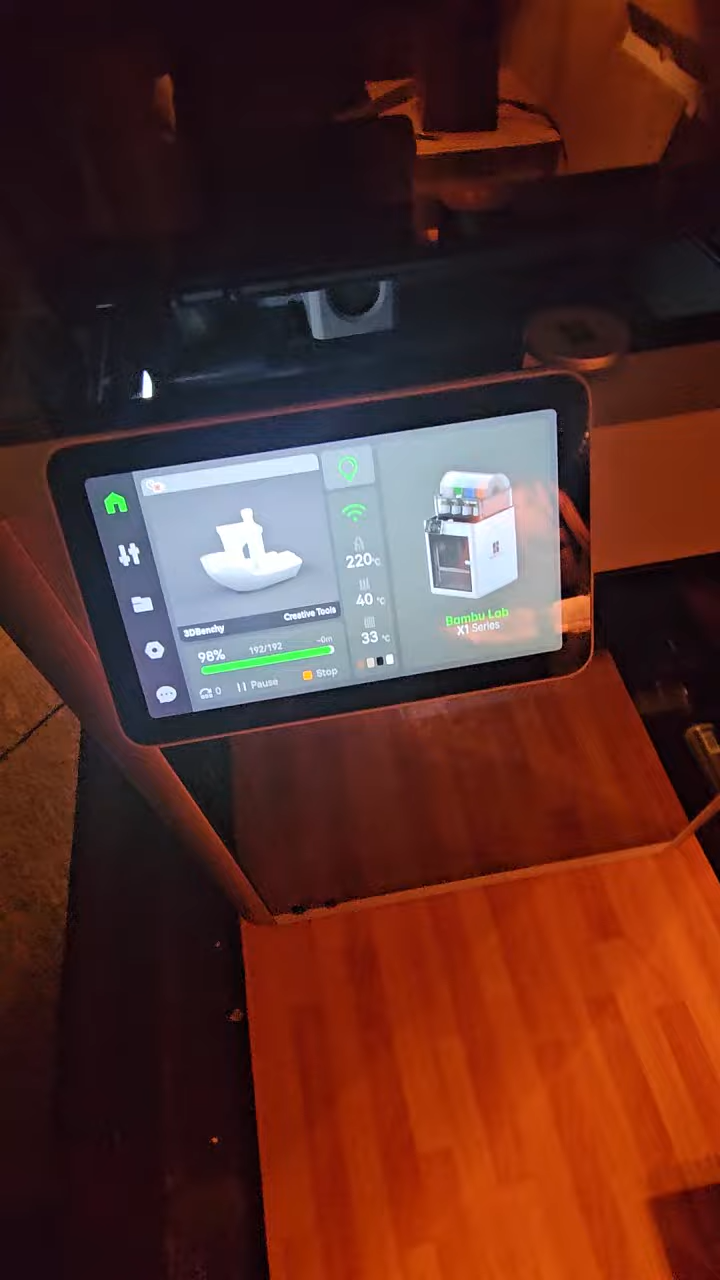 3DBenchy
Creative Tools
98%
192/192
-0m
0
Pause
Stop
220°C
40 °C
33 °C
Bambu Lab
X1 Series